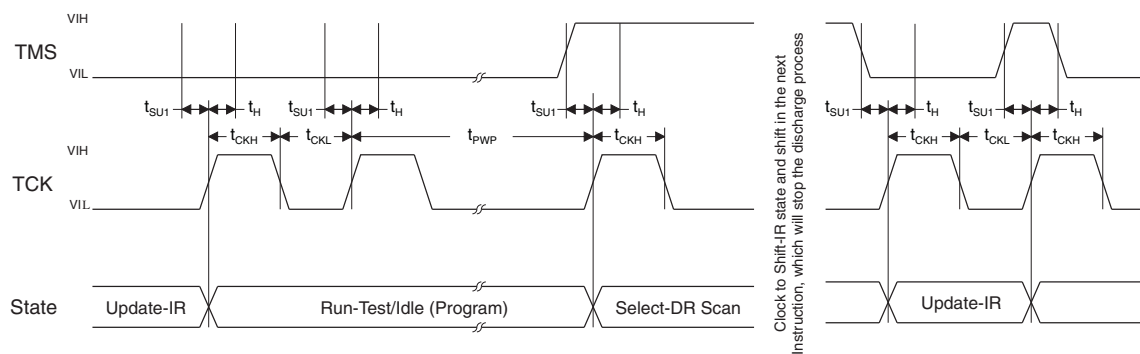 VIH
TMS
VIL
tSU1 tH tSU1 tH tSU1 tH tSU1 tH tSU1 tH
tCKH tCKL tPWP tCKH tCKH tCKL tCKH
VIH
TCK
VIL
State
Update-IR Run-Test/Idle (Program) Select-DR Scan Update-IR
Clock to Shift-IR state and shift in the next
Instruction, which will stop the discharge process